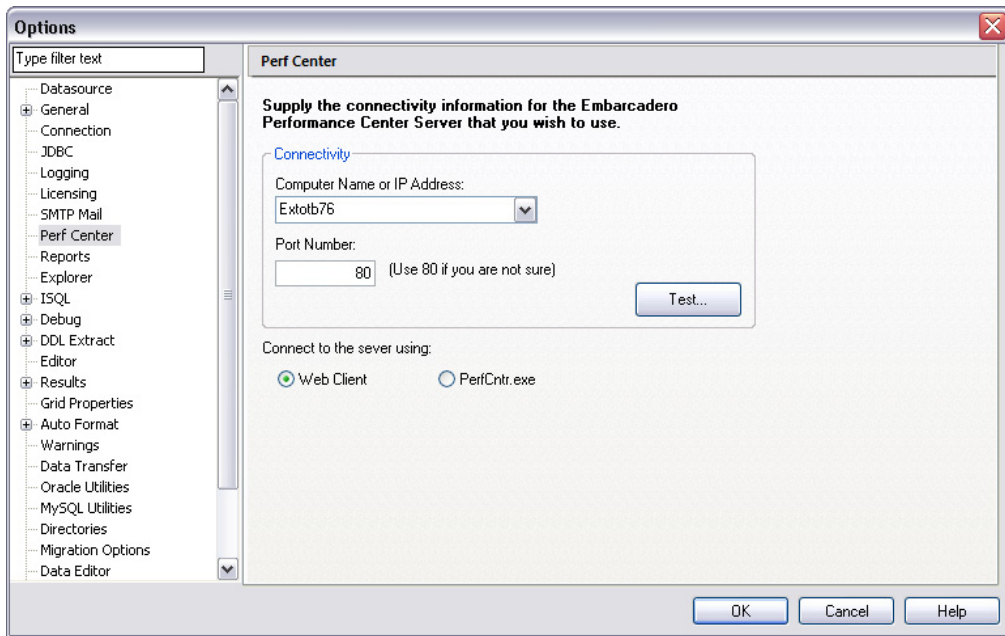 Options
Type filter text
Datasource
General
Connection
JDBC
Logging
Licensing
SMTP Mail
Perf Center
Reports
Explorer
ISQL
Debug
DDL Extract
Editor
Results
Grid Properties
Auto Format
Warnings
Data Transfer
Oracle Utilities
MySQL Utilities
Directories
Migration Options
Data Editor
Perf Center
Supply the connectivity information for the Embarcadero
Performance Center Server that you wish to use.
Connectivity
Computer Name or IP Address:
Extotb76
Port Number:
80 (Use 80 if you are not sure)
Test...
Connect to the sever using:
Web Client PerfCntr.exe
OK Cancel Help